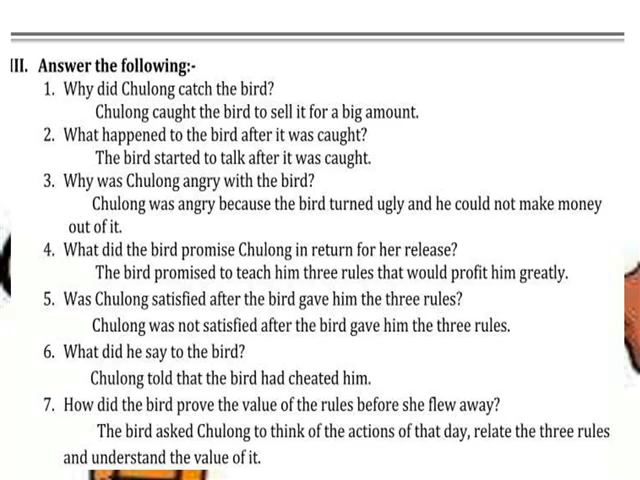 III. Answer the following:-
1. Why did Chulong catch the bird?
Chulong caught the bird to sell it for a big amount.
2. What happened to the bird after it was caught?
The bird started to talk after it was caught.
3. Why was Chulong angry with the bird?
Chulong was angry because the bird turned ugly and he could not make money
out of it.
4. What did the bird promise Chulong in return for her release?
The bird promised to teach him three rules that would profit him greatly.
5. Was Chulong satisfied after the bird gave him the three rules?
Chulong was not satisfied after the bird gave him the three rules.
6. What did he say to the bird?
Chulong told that the bird had cheated him.
7. How did the bird prove the value of the rules before she flew away?
The bird asked Chulong to think of the actions of that day, relate the three rules
and understand the value of it.